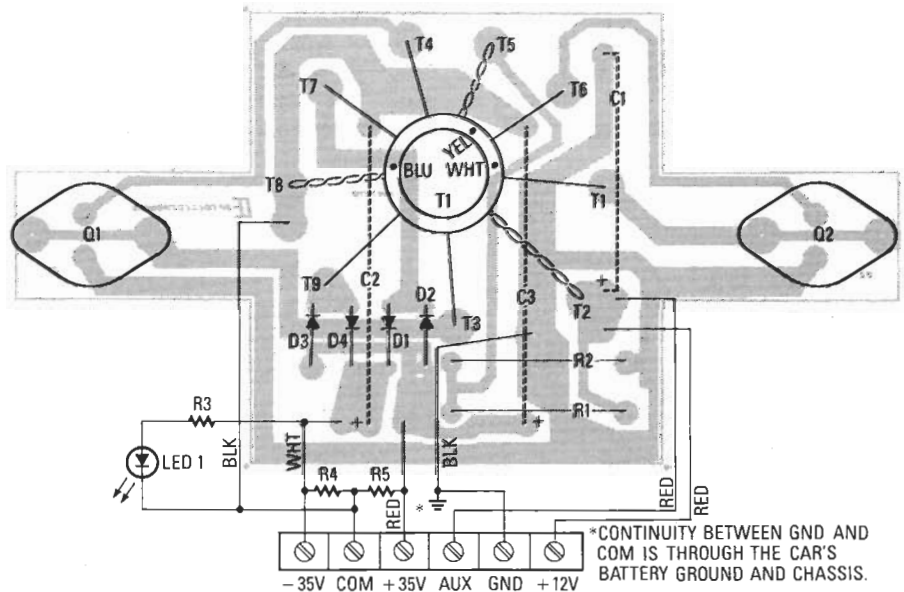 T4
T5
T7
T6
C1
YEL
BLU
WHT
T8
T1
T1
Q1
Q2
T9
C2
D2
C3
+
T2
D3
D4
D1
T3
R2
R3
+
+
R1
BLK
WHT
BLK
LED 1
R4
R5
RED
RED
RED
*
-35V COM +35V AUX GND +12V
*CONTINUITY BETWEEN GND AND
COM IS THROUGH THE CAR'S
BATTERY GROUND AND CHASSIS.